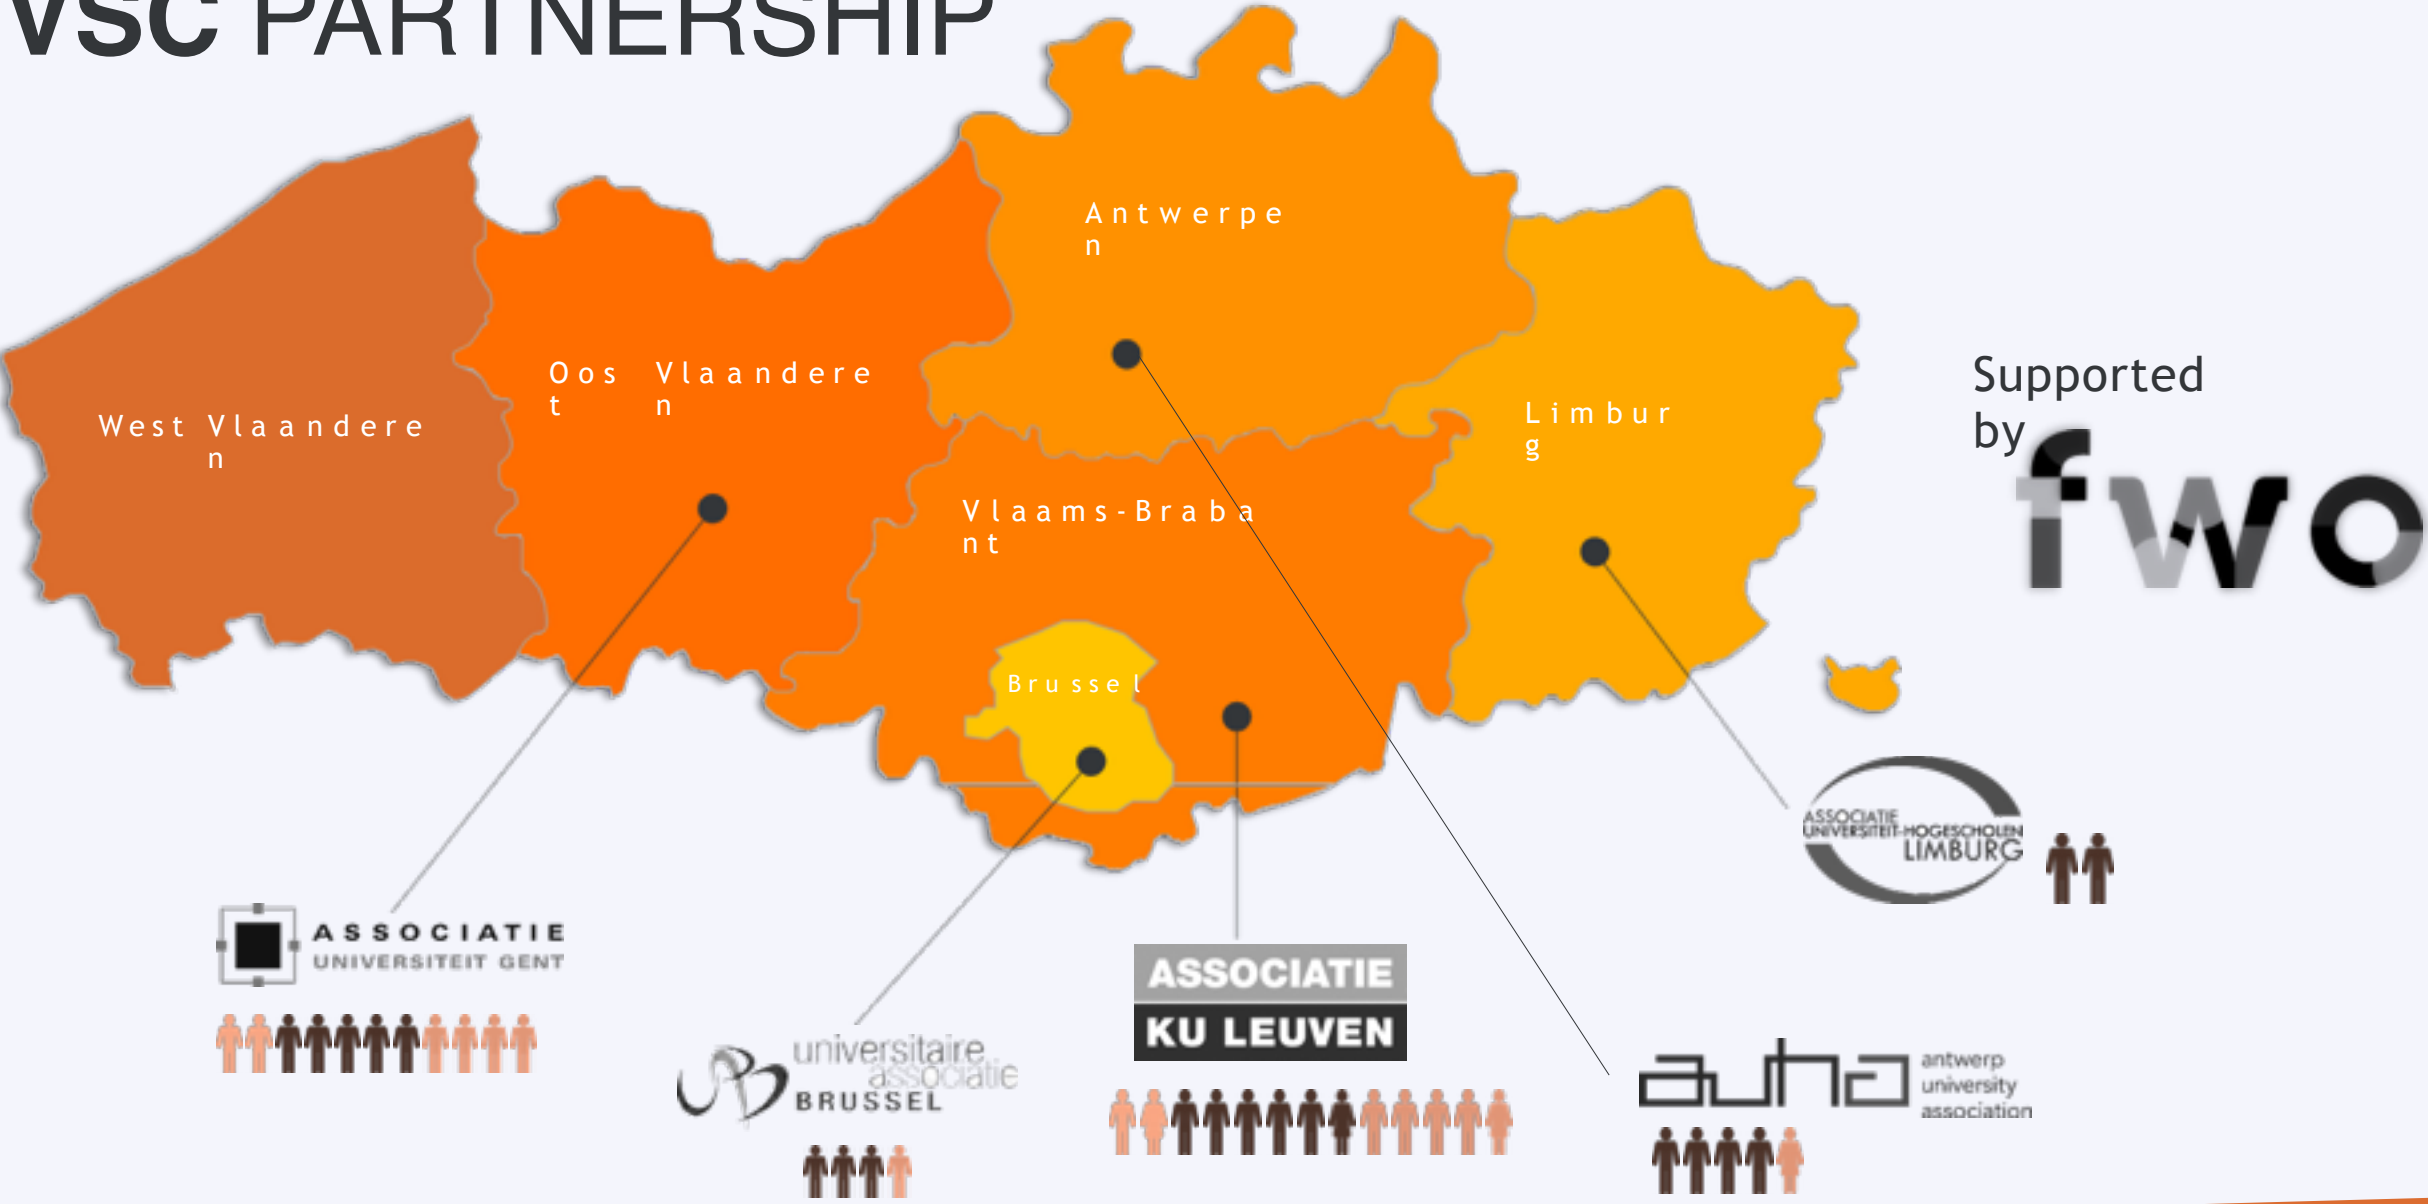 VSC PARTNERSHIP
Antwerpe
n
Oos Vlaandere
t n
West Vlaandere
n
Limbur
g
Supported
by
fwo
Vlaams-Braba
nt
Brussel
ASSOCIATIE
UNIVERSITEIT-HOGESCHOLEN
LIMBURG
ASSOCIATIE
UNIVERSITEIT GENT
ASSOCIATIE
KU LEUVEN
universitaire
associatie
BRUSSEL
auha
antwerp
university
association